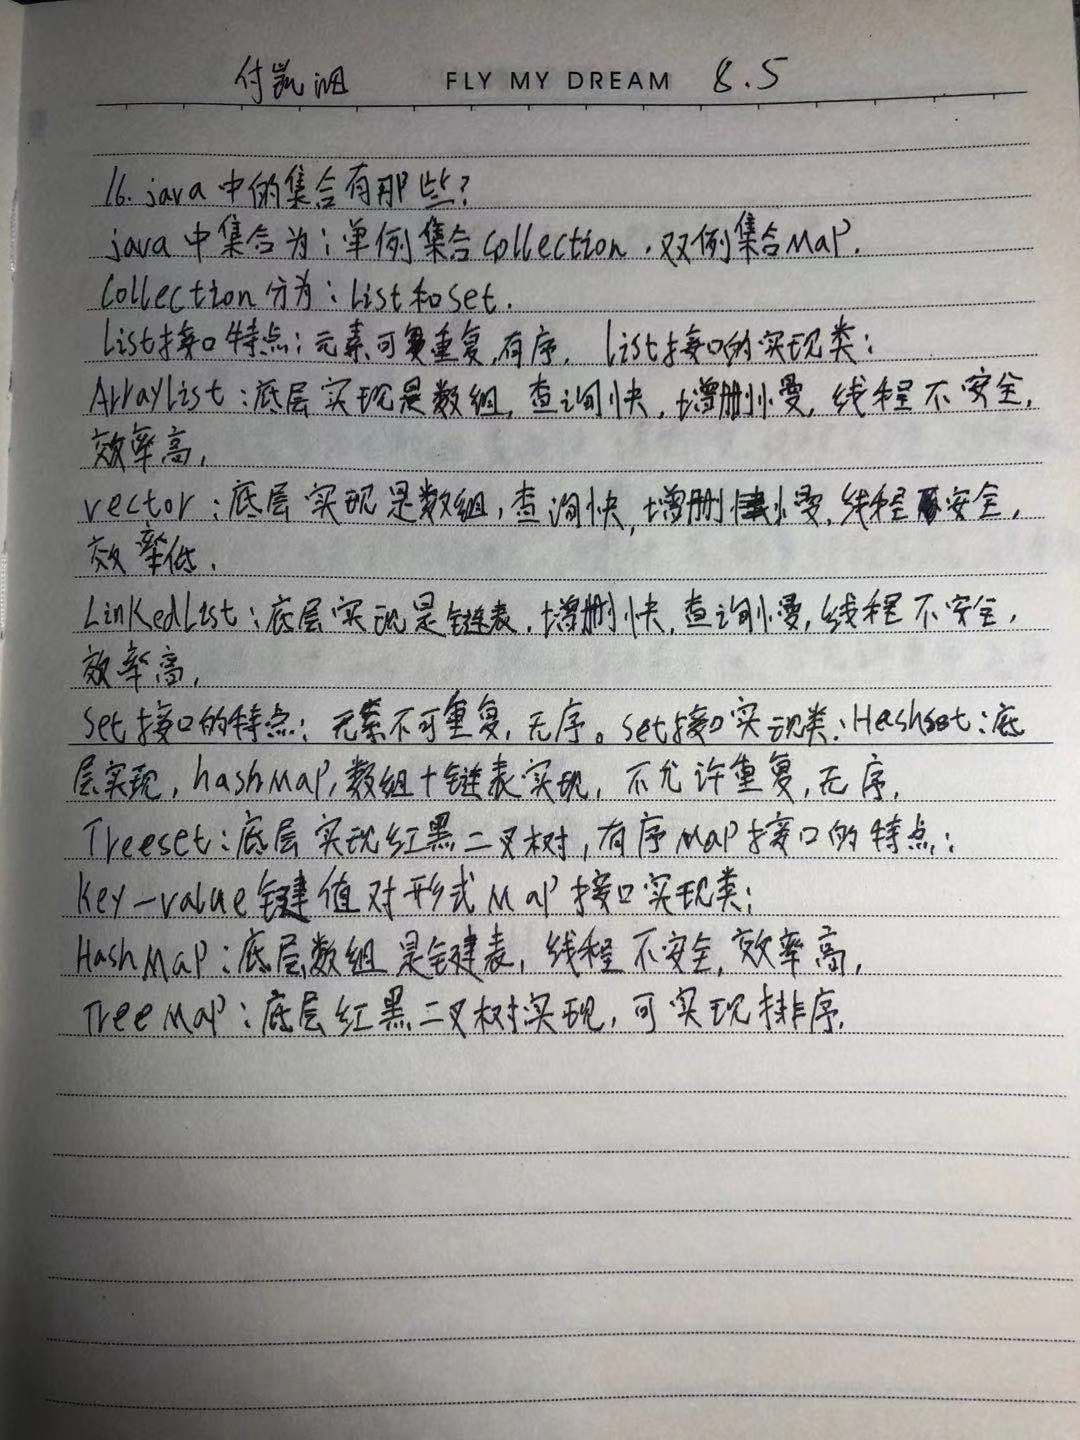 付凯 FLY MY DREAM 8.5
16. java中的集合有那些?
java中集合为:单例集合Collection,双例集合Map.
Collection分为:list和set.
list接口特点:元素可重复,有序. list接口的实现类:
ArrayList:底层实现是数组,查询快,增删慢,线程不安全,
效率高,
vector:底层实现是数组,查询快,增删慢,线程安全,
效率低.
LinkedList:底层实现是链表,增删快,查询慢,线程不安全,
效率高,
set接口的特点:元素不可重复,无序。set接口实现类:Hashset:底
层实现,hashMap,数组+链表实现,不允许重复,无序,
Treeset:底层实现红黑二叉树,有序Map接口的特点:
Key-value键值对形式Map接口实现类:
HashMap:底层数组是链表,线程不安全,效率高,
TreeMap:底层红黑二叉树实现,可实现排序.